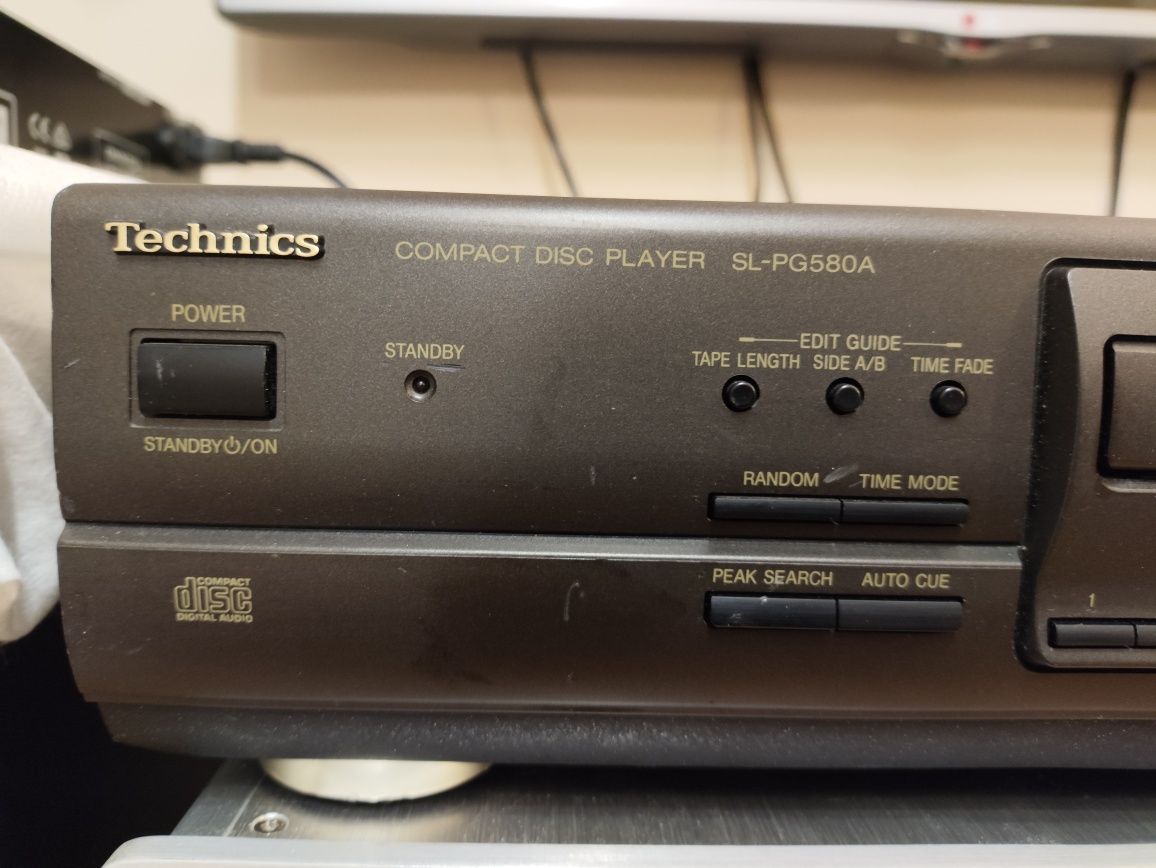 Technics
COMPACT DISC PLAYER SL-PG580A
POWER
STANDBY
STANDBY⏻/ON
EDIT GUIDE
TAPE LENGTH SIDE A/B TIME FADE
RANDOM TIME MODE
PEAK SEARCH AUTO CUE
COMPACT
disc
DIGITAL AUDIO
1